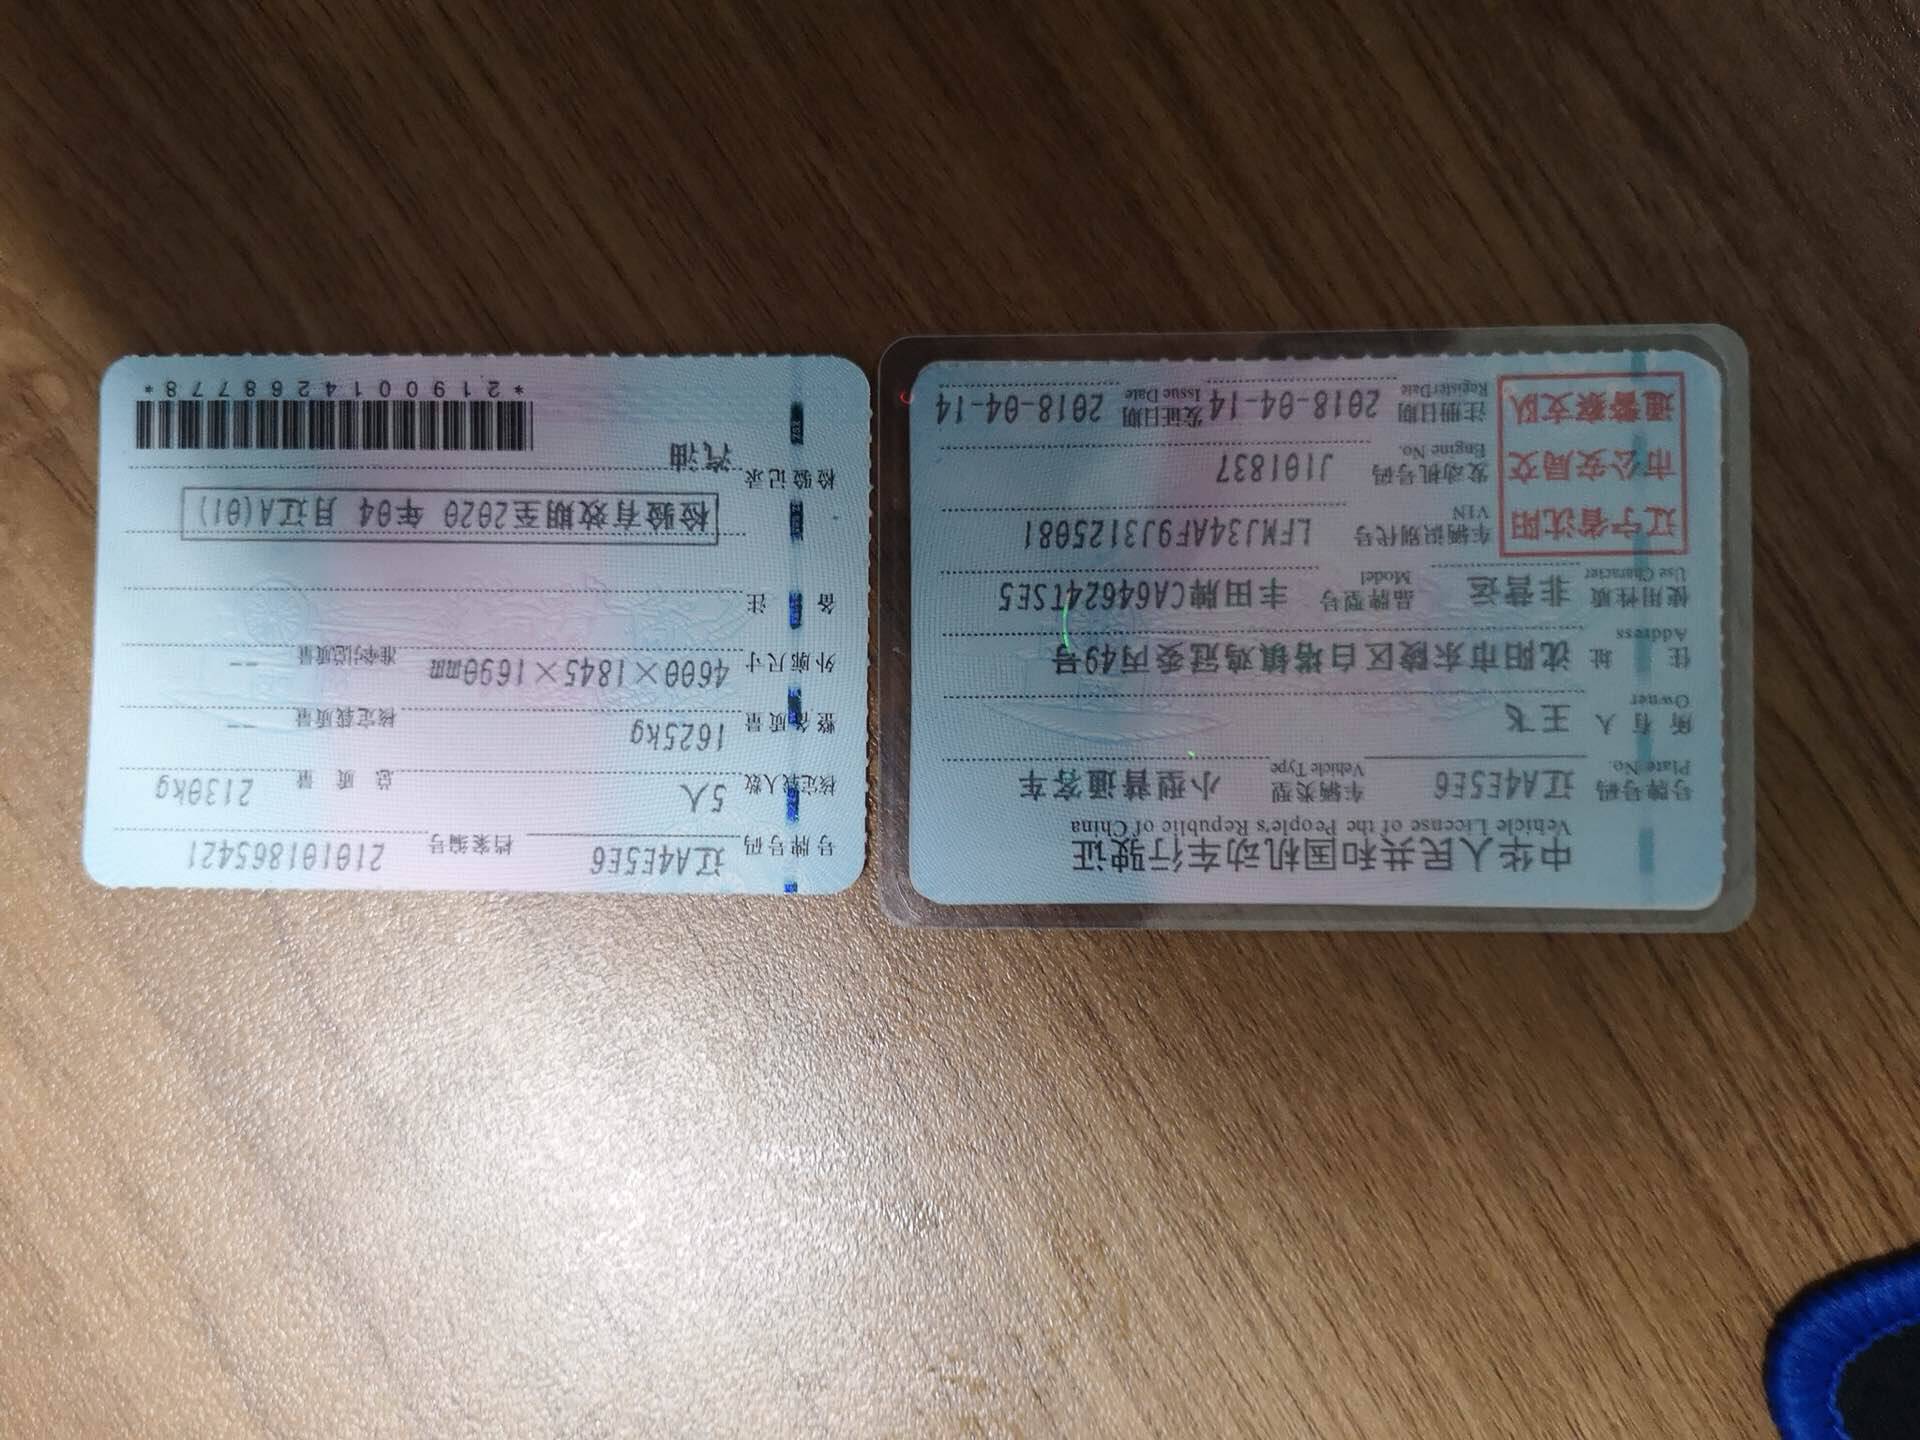 中华人民共和国机动车行驶证
Vehicle License of the People's Republic of China
号牌号码 辽A4E5E6 车辆类型 小型普通客车
Plate No. Vehicle Type
所有人 王飞
Owner
住址 沈阳市东陵区白塔镇鸡冠委丙49号
Address
使用性质 非营运 品牌型号 丰田牌CA64624TSE5
Use Character Model
辽宁省沈阳
市公安局交
通警察支队
车辆识别代号 LFMJ34AF9J3125081
VIN
发动机号码 J101837
Engine No.
注册日期 2018-04-14 发证日期 2018-04-14
Register Date Issue Date
号牌号码 辽A4E5E6 档案编号 210101865421
核定载人数 5人 总质量 2130kg
整备质量 1625kg 核定载质量 --
外廓尺寸 4600×1845×1690mm 准牵引总质量 --
备注
检验有效期至2020 年04 月辽A(01)
检验记录
汽油
*2190014268778*